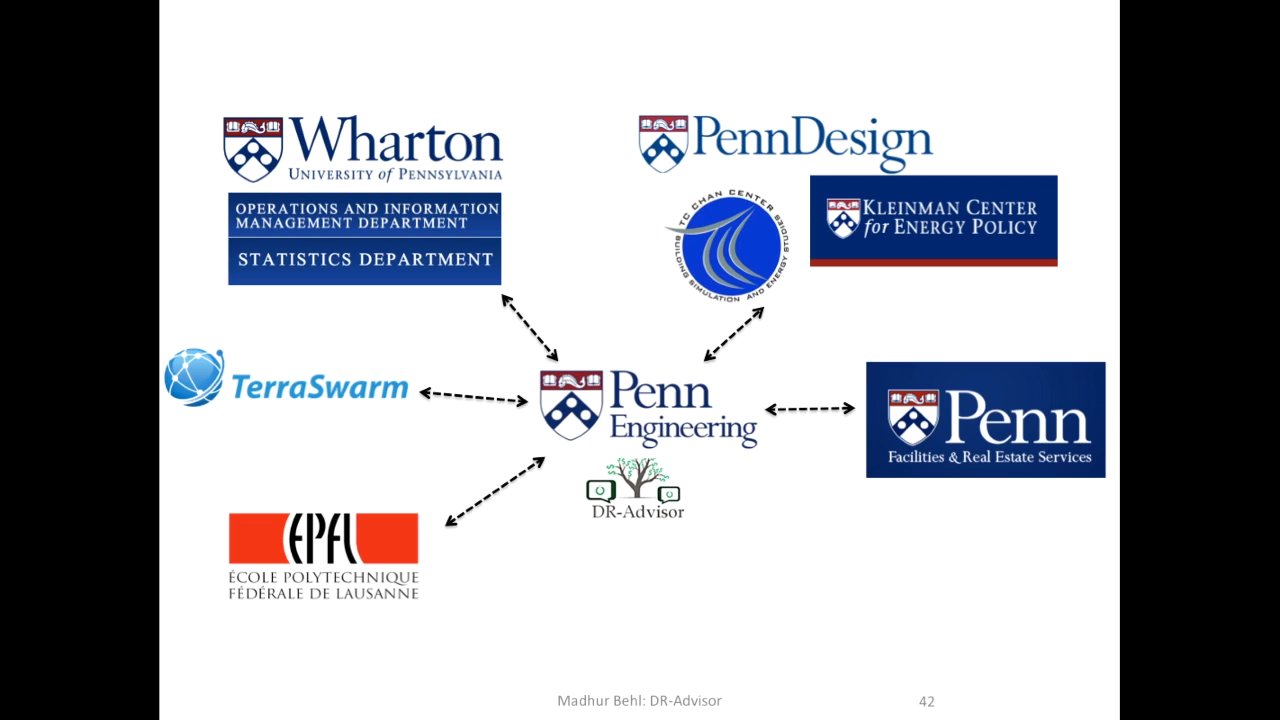 Wharton
UNIVERSITY of PENNSYLVANIA
OPERATIONS AND INFORMATION
MANAGEMENT DEPARTMENT
STATISTICS DEPARTMENT
PennDesign
TC CHAN CENTER
BUILDING SIMULATION AND ENERGY STUDIES
KLEINMAN CENTER
for ENERGY POLICY
TerraSwarm
Penn
Engineering
DR-Advisor
Penn
Facilities & Real Estate Services
EPFL
ÉCOLE POLYTECHNIQUE
FÉDÉRALE DE LAUSANNE
Madhur Behl: DR-Advisor
42